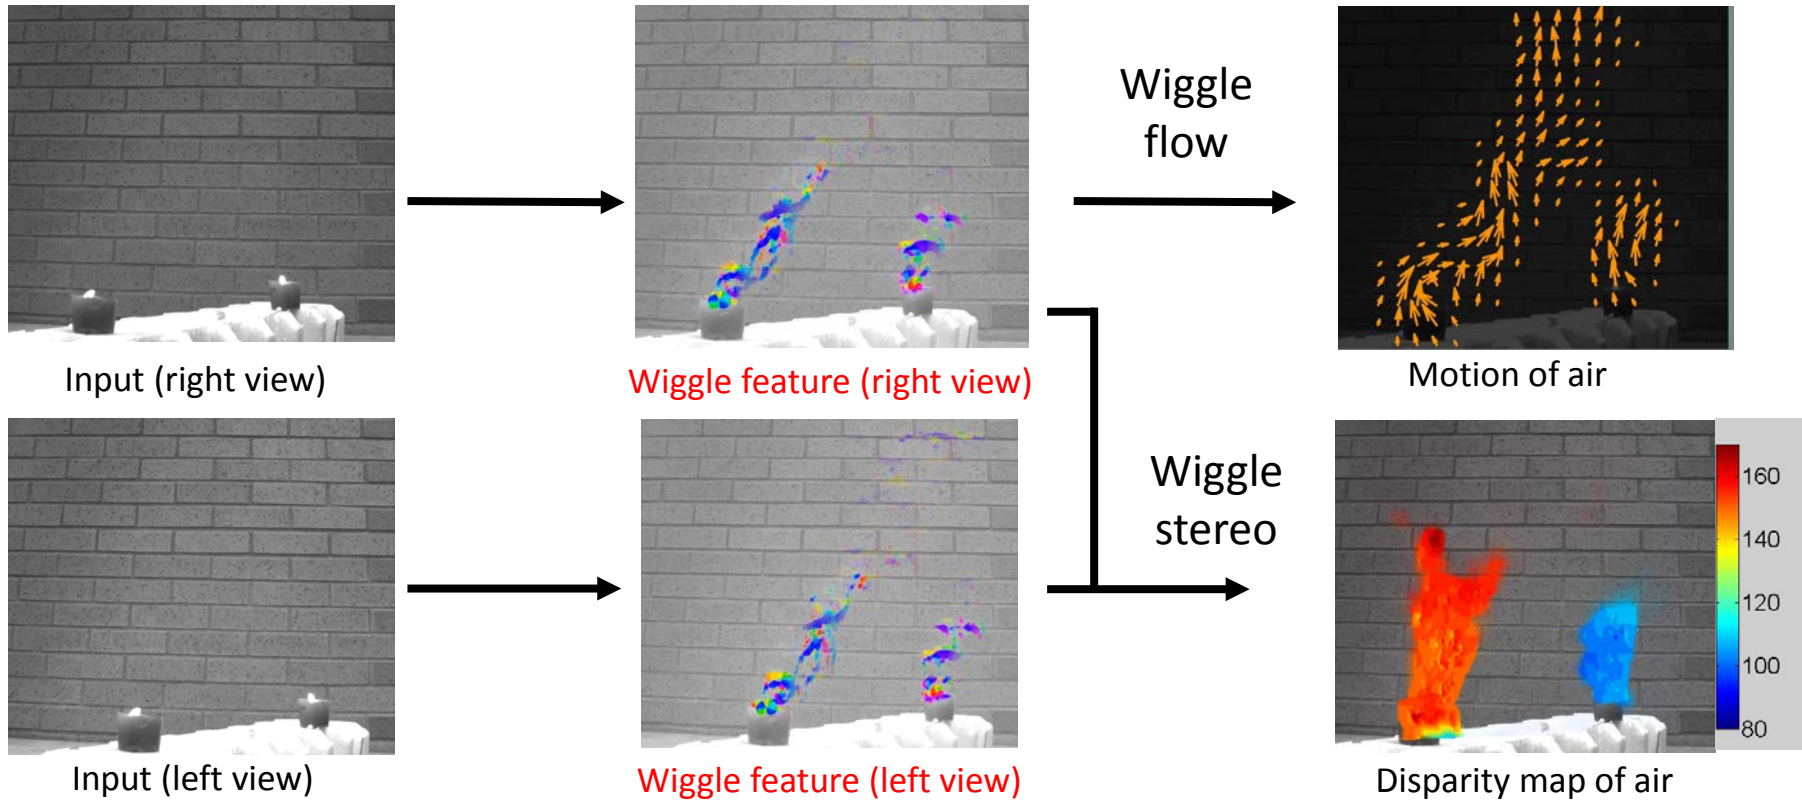 Wiggle
flow
Input (right view)
Wiggle feature (right view)
Motion of air
Wiggle
stereo
160
140
120
100
80
Input (left view)
Wiggle feature (left view)
Disparity map of air